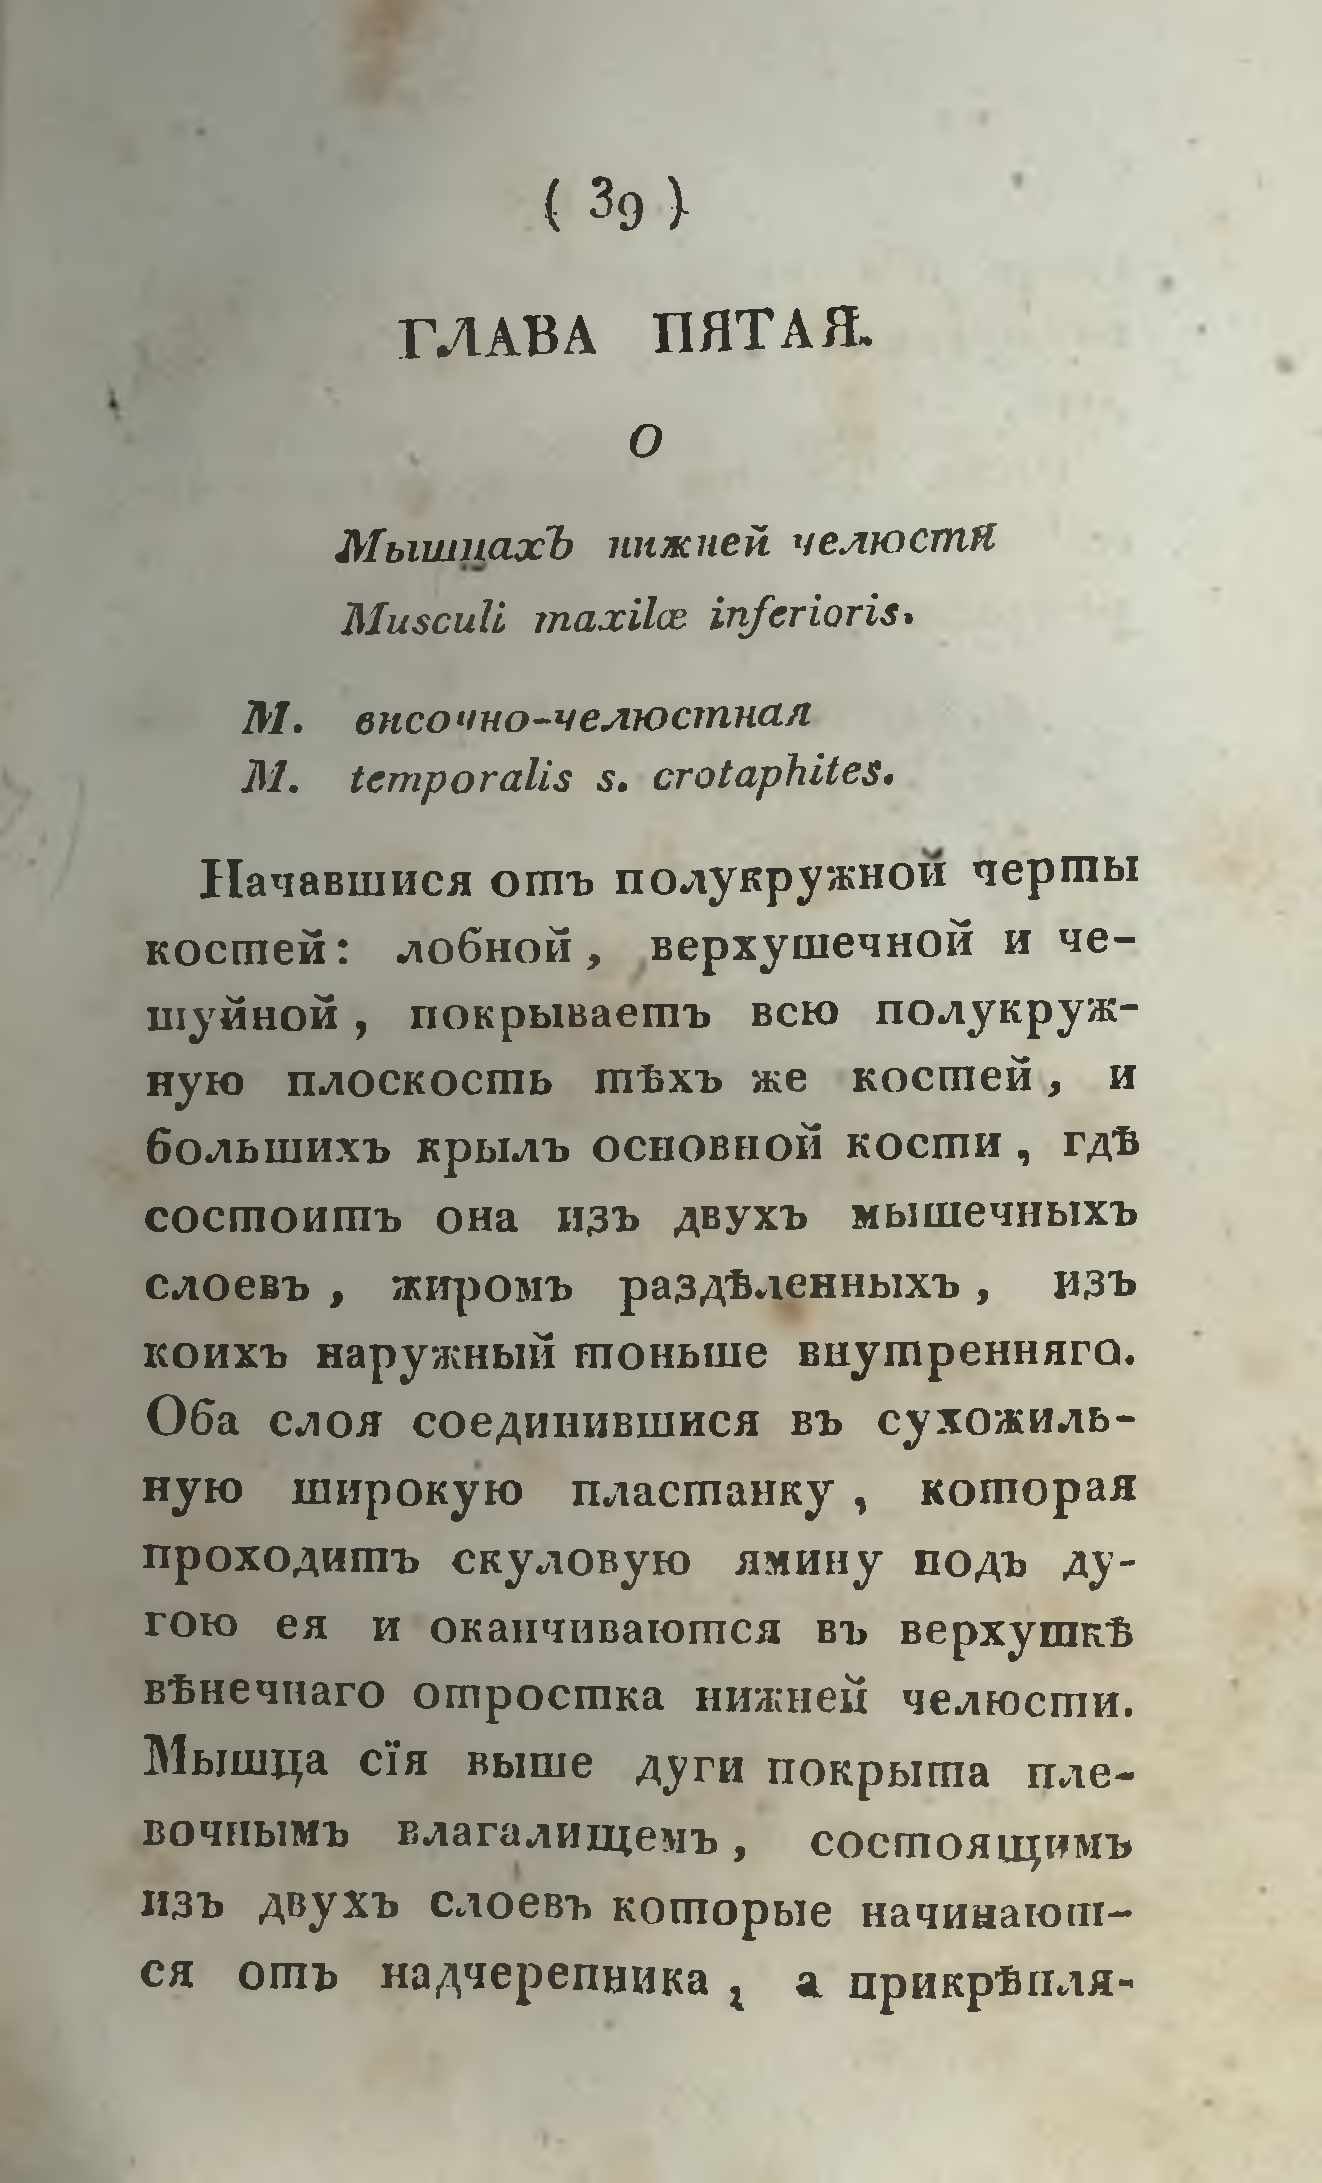 ( 39 )
ГЛАВА ПЯТАЯ.
О
Мышцахъ нижней челюсти
Musculi maxilæ inferioris.
М. височно-челюстная
M. temporalis s. crotaphites.
Начавшися отъ полукружной черты
костей: лобной, верхушечной и че-
шуйной, покрываетъ всю полукруж-
ную плоскость тѣхъ же костей, и
большихъ крылъ основной кости, гдѣ
состоитъ она изъ двухъ мышечныхъ
слоевъ, жиромъ раздѣленныхъ, изъ
коихъ наружный тоньше внутренняго.
Оба слоя соединившися въ сухожиль-
ную широкую пластанку, которая
проходитъ скуловую ямину подъ ду-
гою ея и оканчиваются въ верхушкѣ
вѣнечнаго отростка нижней челюсти.
Мышца сїя выше дуги покрыта пле-
вочнымъ влагалищемъ, состоящимъ
изъ двухъ слоевъ которые начинают-
ся отъ надчерепника, а прикрѣпля-